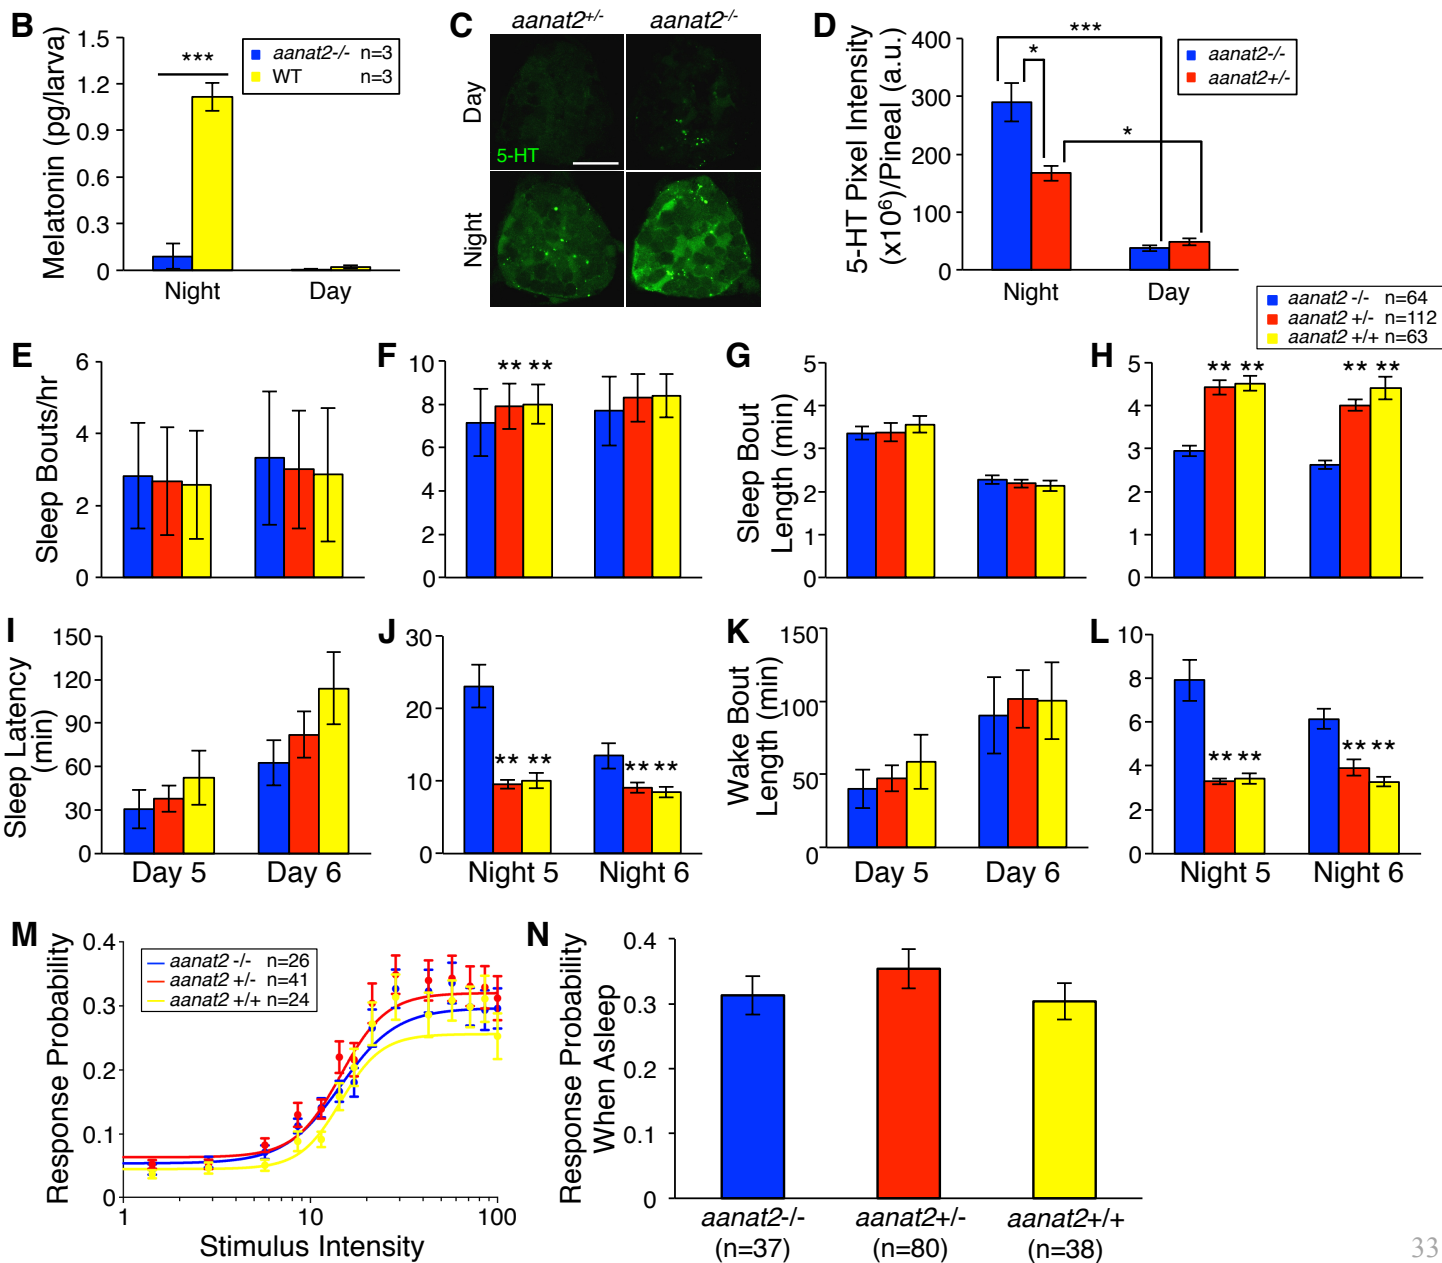 B
Melatonin (pg/larva)
1.5
1.2
0.9
0.6
0.3
0
***
aanat2-/- n=3
WT n=3
Night
Day
C
aanat2+/-
aanat2-/-
Day
Night
5-HT
D
5-HT Pixel Intensity
(x10⁶)/Pineal (a.u.)
400
300
200
100
0
***
*
*
aanat2-/-
aanat2+/-
Night
Day
aanat2 -/- n=64
aanat2 +/- n=112
aanat2 +/+ n=63
E
Sleep Bouts/hr
6
4
2
0
F
10
8
6
4
2
0
** **
G
Sleep Bout
Length (min)
5
4
3
2
1
0
H
5
4
3
2
1
0
** **
** **
I
Sleep Latency
(min)
150
120
90
60
30
0
Day 5
Day 6
J
30
20
10
0
** **
** **
Night 5
Night 6
K
Wake Bout
Length (min)
150
100
50
0
Day 5
Day 6
L
10
8
6
4
2
0
** **
** **
Night 5
Night 6
M
Response Probability
0.4
0.3
0.2
0.1
0
aanat2 -/- n=26
aanat2 +/- n=41
aanat2 +/+ n=24
1
10
100
Stimulus Intensity
N
Response Probability
When Asleep
0.4
0.3
0.2
0.1
0
aanat2-/-
(n=37)
aanat2+/-
(n=80)
aanat2+/+
(n=38)
33